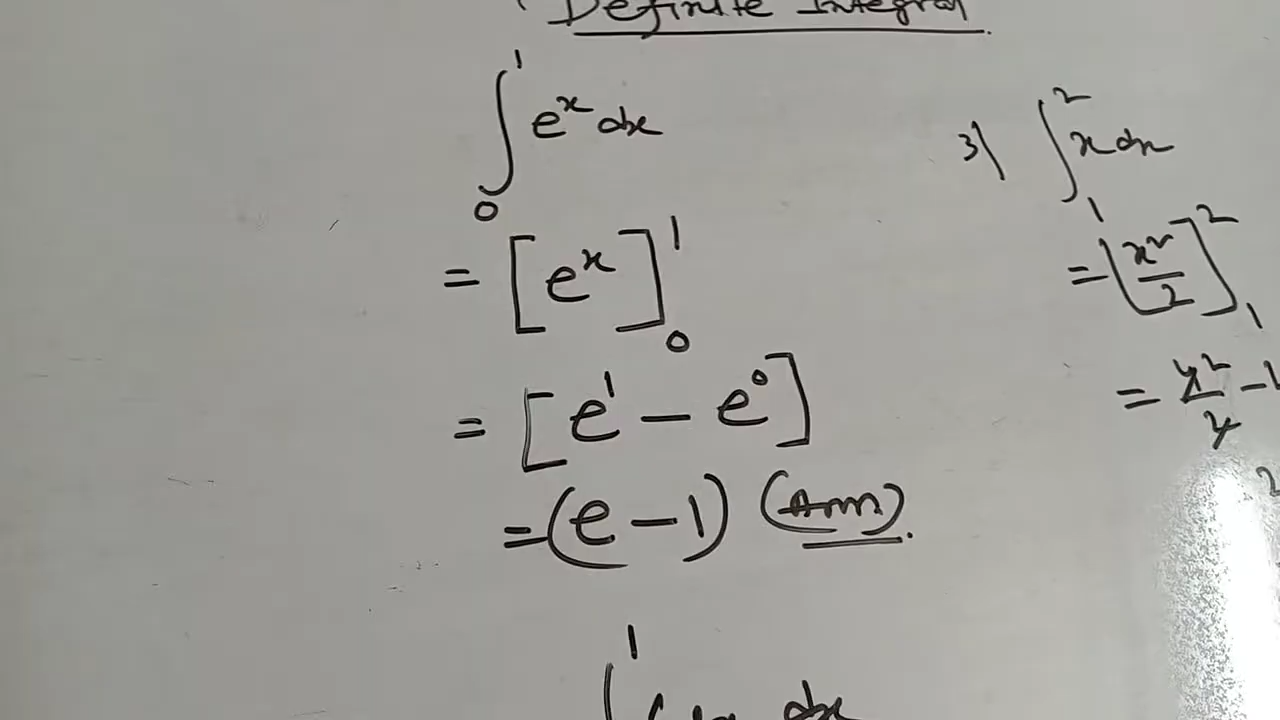 Definite Integral
∫₀¹ eˣ dx
= [eˣ]₀¹
= [e¹ – e⁰]
= (e – 1) (Ans).
3) ∫₁² x dx
= [x²/2]₁²